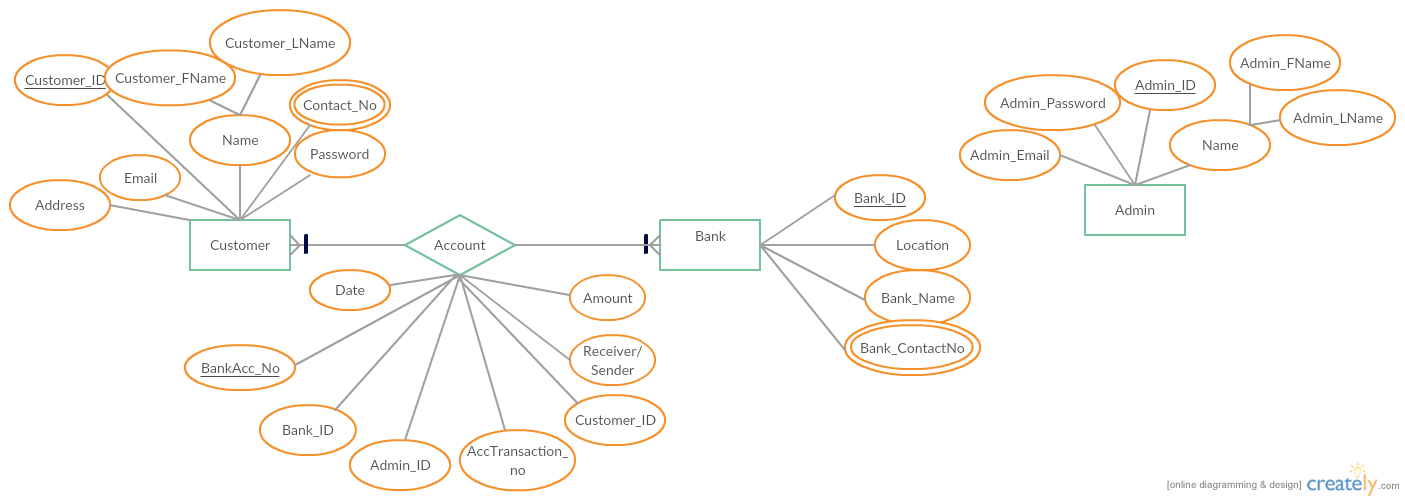 Customer_LName
Customer_ID
Customer_FName
Contact_No
Name
Password
Email
Address
Customer
Account
Bank
Date
Amount
BankAcc_No
Receiver/
Sender
Bank_ID
Customer_ID
Admin_ID
AccTransaction_
no
Bank_ID
Location
Bank_Name
Bank_ContactNo
Admin_FName
Admin_ID
Admin_Password
Admin_LName
Name
Admin_Email
Admin
[online diagramming & design] creately.com